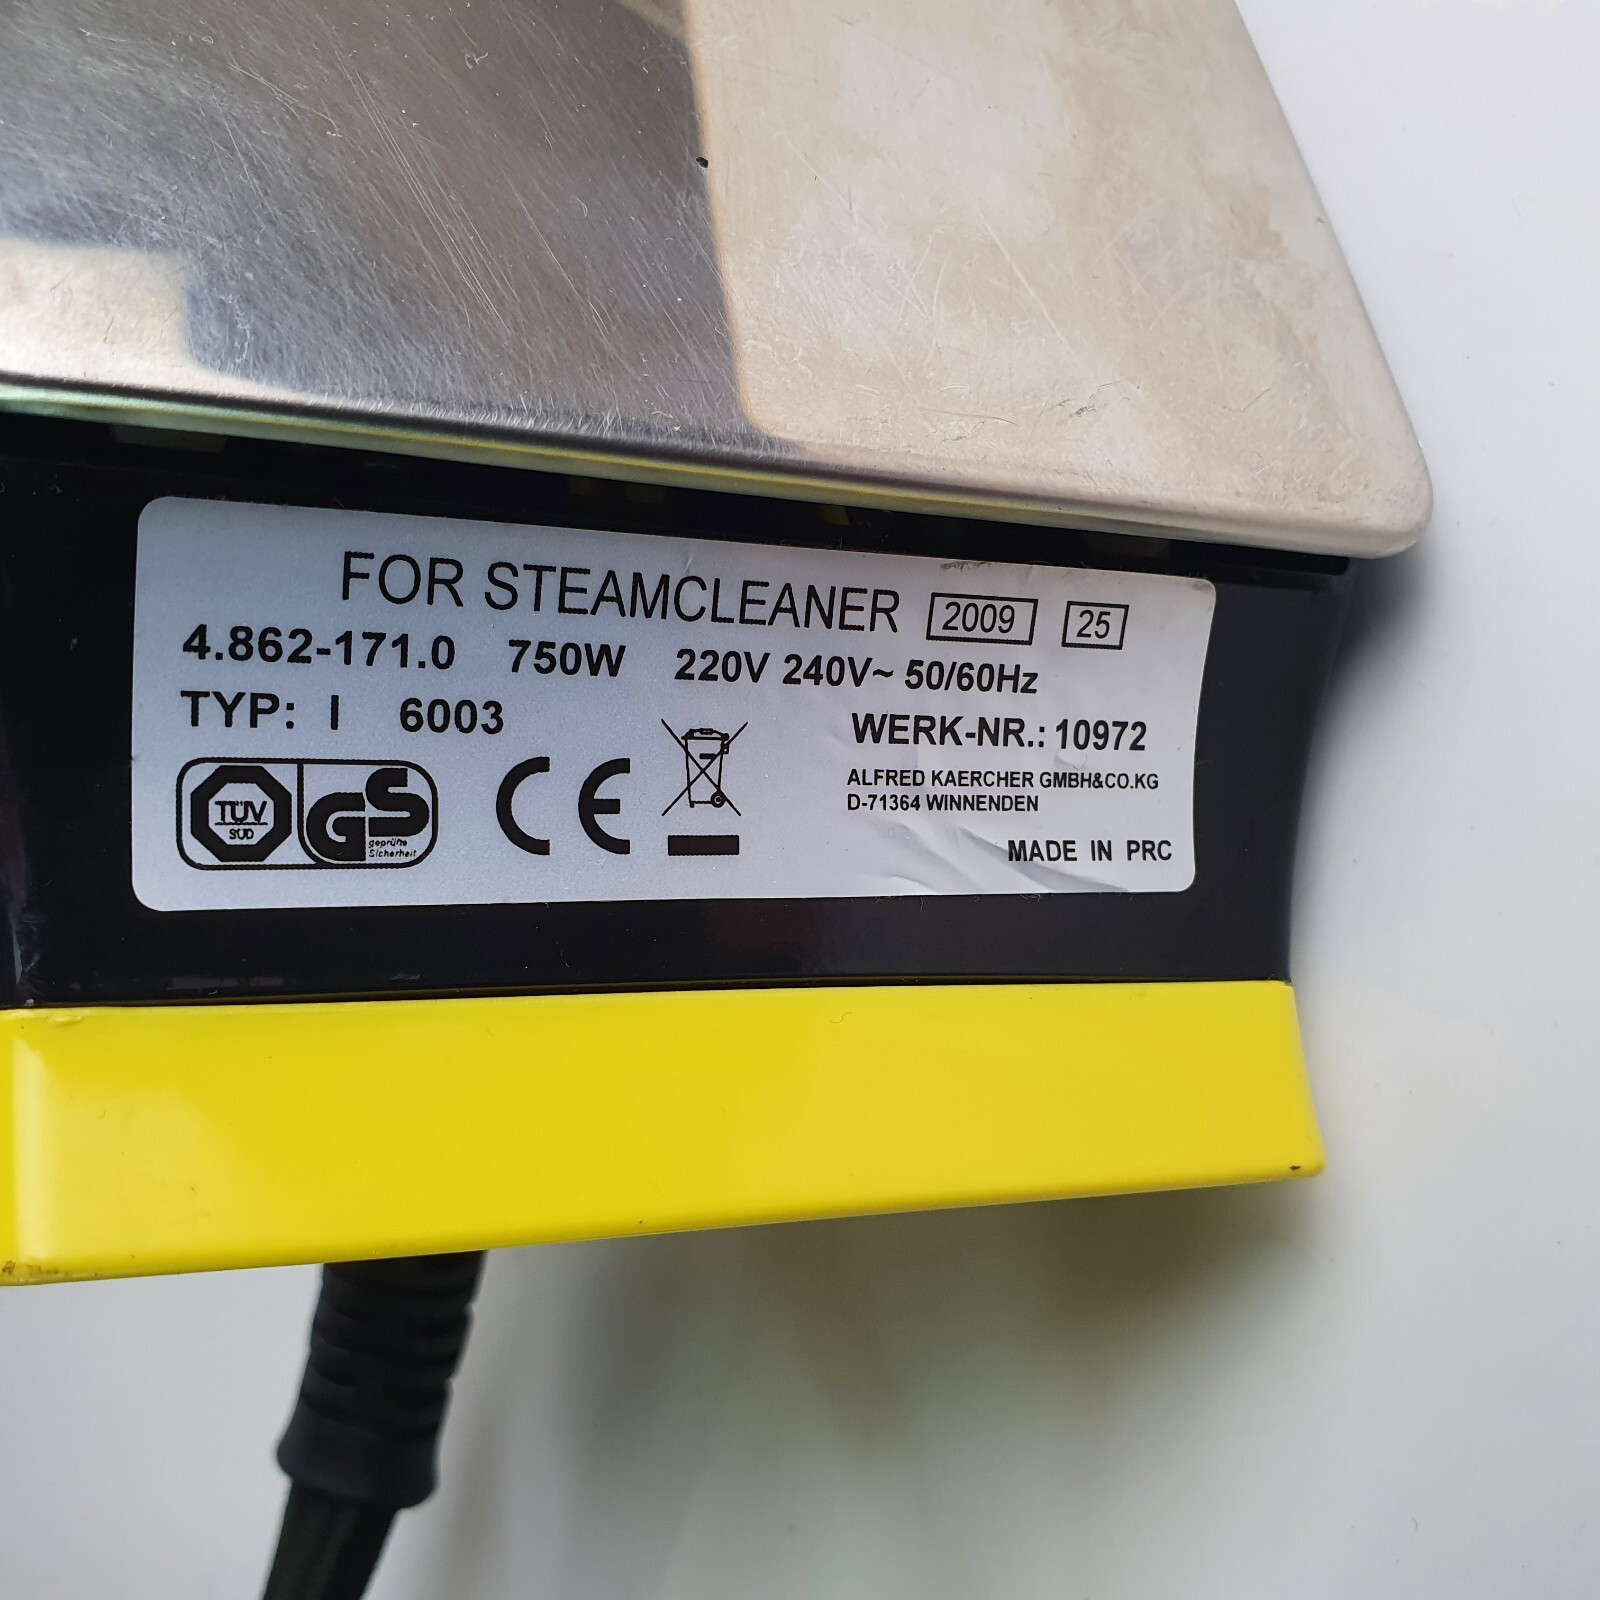 FOR STEAMCLEANER 2009 25
4.862-171.0 750W 220V 240V~ 50/60Hz
TYP: I 6003 WERK-NR.: 10972
ALFRED KAERCHER GMBH&CO.KG
D-71364 WINNENDEN
MADE IN PRC
TÜV
SÜD
GS
geprüfte
Sicherheit
CE